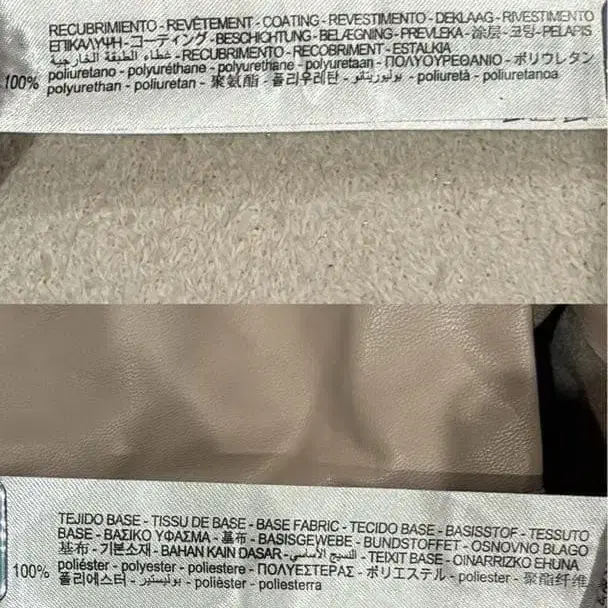 RECUBRIMIENTO - REVÊTEMENT - COATING - REVESTIMENTO - DEKLAAG - RIVESTIMENTO
ΕΠΙΚΑΛΥΨΗ - コーティング - BESCHICHTUNG - BELÆGNING - PREVLEKA - 涂层 - 코팅 - PELAPIS
غطاء الطبقة الخارجية - RECUBRIMENTO - RECOBRIMENT - ESTALKIA
100% poliuretano - polyuréthane - polyurethane - polyuretaan - ΠΟΛΥΟΥΡΕΘΑΝΙΟ - ポリウレタン
polyurethan - poliuretan - 聚氨酯 - 폴리우레탄 - بوليوريثانو - poliuretà - poliuretanoa
TEJIDO BASE - TISSU DE BASE - BASE FABRIC - TECIDO BASE - BASISSTOF - TESSUTO
BASE - ΒΑΣΙΚΟ ΥΦΑΣΜΑ - 基布 - BASISGEWEBE - BUNDSTOFFET - OSNOVNO BLAGO
基布 - 기본소재 - BAHAN KAIN DASAR - النسيج الأساسي - TEIXIT BASE - OINARRIZKO EHUNA
100% poliéster - polyester - poliestere - ΠΟΛΥΕΣΤΕΡΑΣ - ポリエステル - poliester - 聚酯纤维
폴리에스터 - بوليستير - polièster - poliesterra